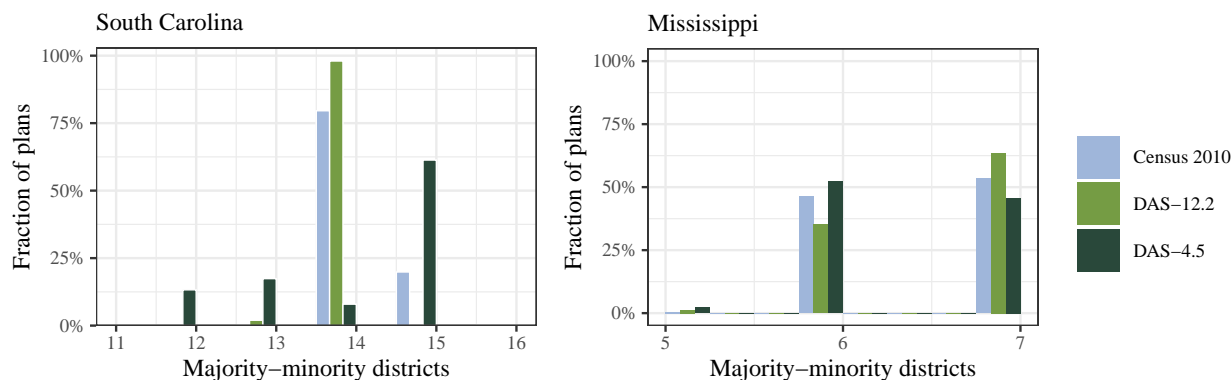 South Carolina
100%
75%
50%
25%
0%
11 12 13 14 15 16
Majority−minority districts
Fraction of plans
Mississippi
100%
75%
50%
25%
0%
5 6 7
Majority−minority districts
Fraction of plans
Census 2010
DAS−12.2
DAS−4.5